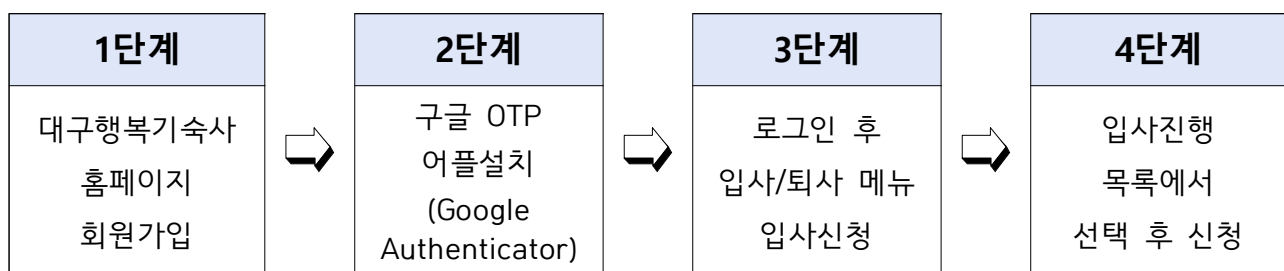 1단계
대구행복기숙사
홈페이지
회원가입
2단계
구글 OTP
어플설치
(Google
Authenticator)
3단계
로그인 후
입사/퇴사 메뉴
입사신청
4단계
입사진행
목록에서
선택 후 신청